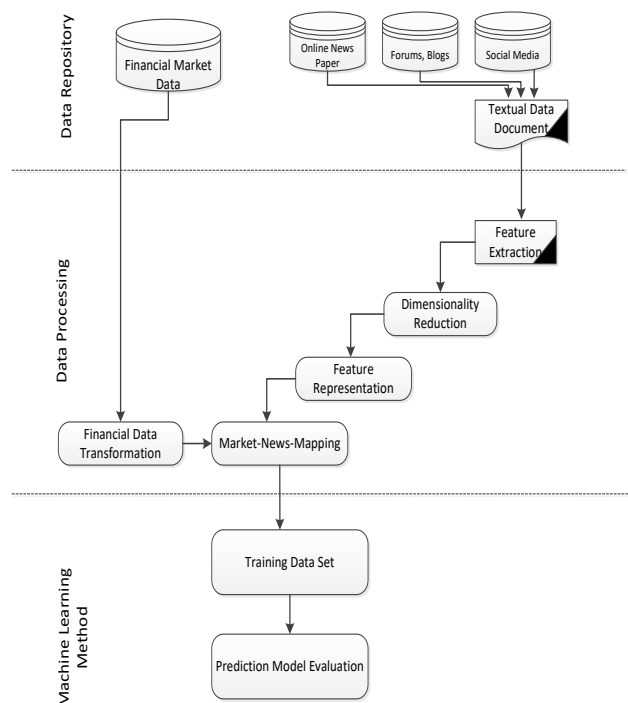 Data Repository
Financial Market
Data
Online News
Paper
Forums, Blogs
Social Media
Textual Data
Document
Data Processing
Feature
Extraction
Dimensionality
Reduction
Feature
Representation
Financial Data
Transformation
Market-News-Mapping
Machine Learning
Method
Training Data Set
Prediction Model Evaluation